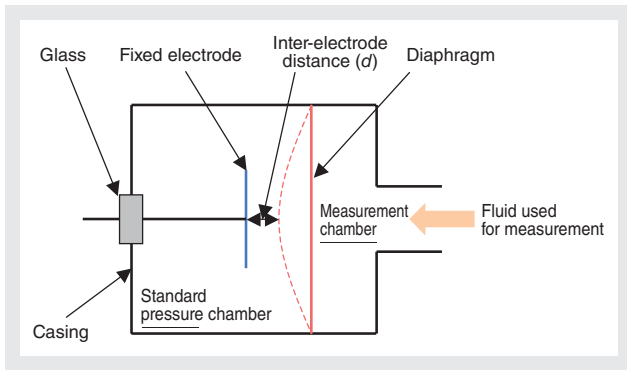 Glass
Fixed electrode
Inter-electrode
distance (d)
Diaphragm
Measurement
chamber
Fluid used
for measurement
Standard
pressure chamber
Casing